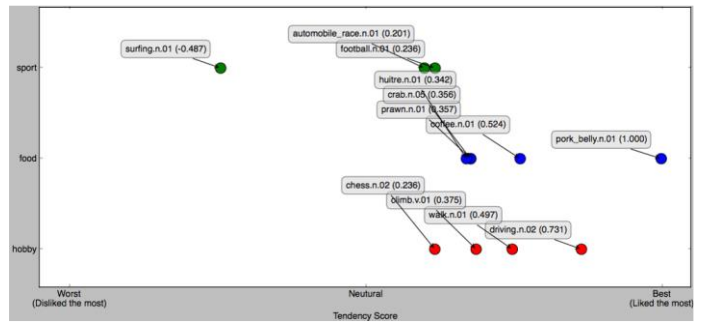 automobile_race.n.01 (0.201)
surfing.n.01 (-0.487)
football.n.01 (0.236)
sport
huitre.n.01 (0.342)
crab.n.05 (0.356)
prawn.n.01 (0.357)
coffee.n.01 (0.524)
pork_belly.n.01 (1.000)
food
chess.n.02 (0.236)
climb.v.01 (0.375)
walk.n.01 (0.497)
driving.n.02 (0.731)
hobby
Worst
(Disliked the most)
Neutural
Best
(Liked the most)
Tendency Score